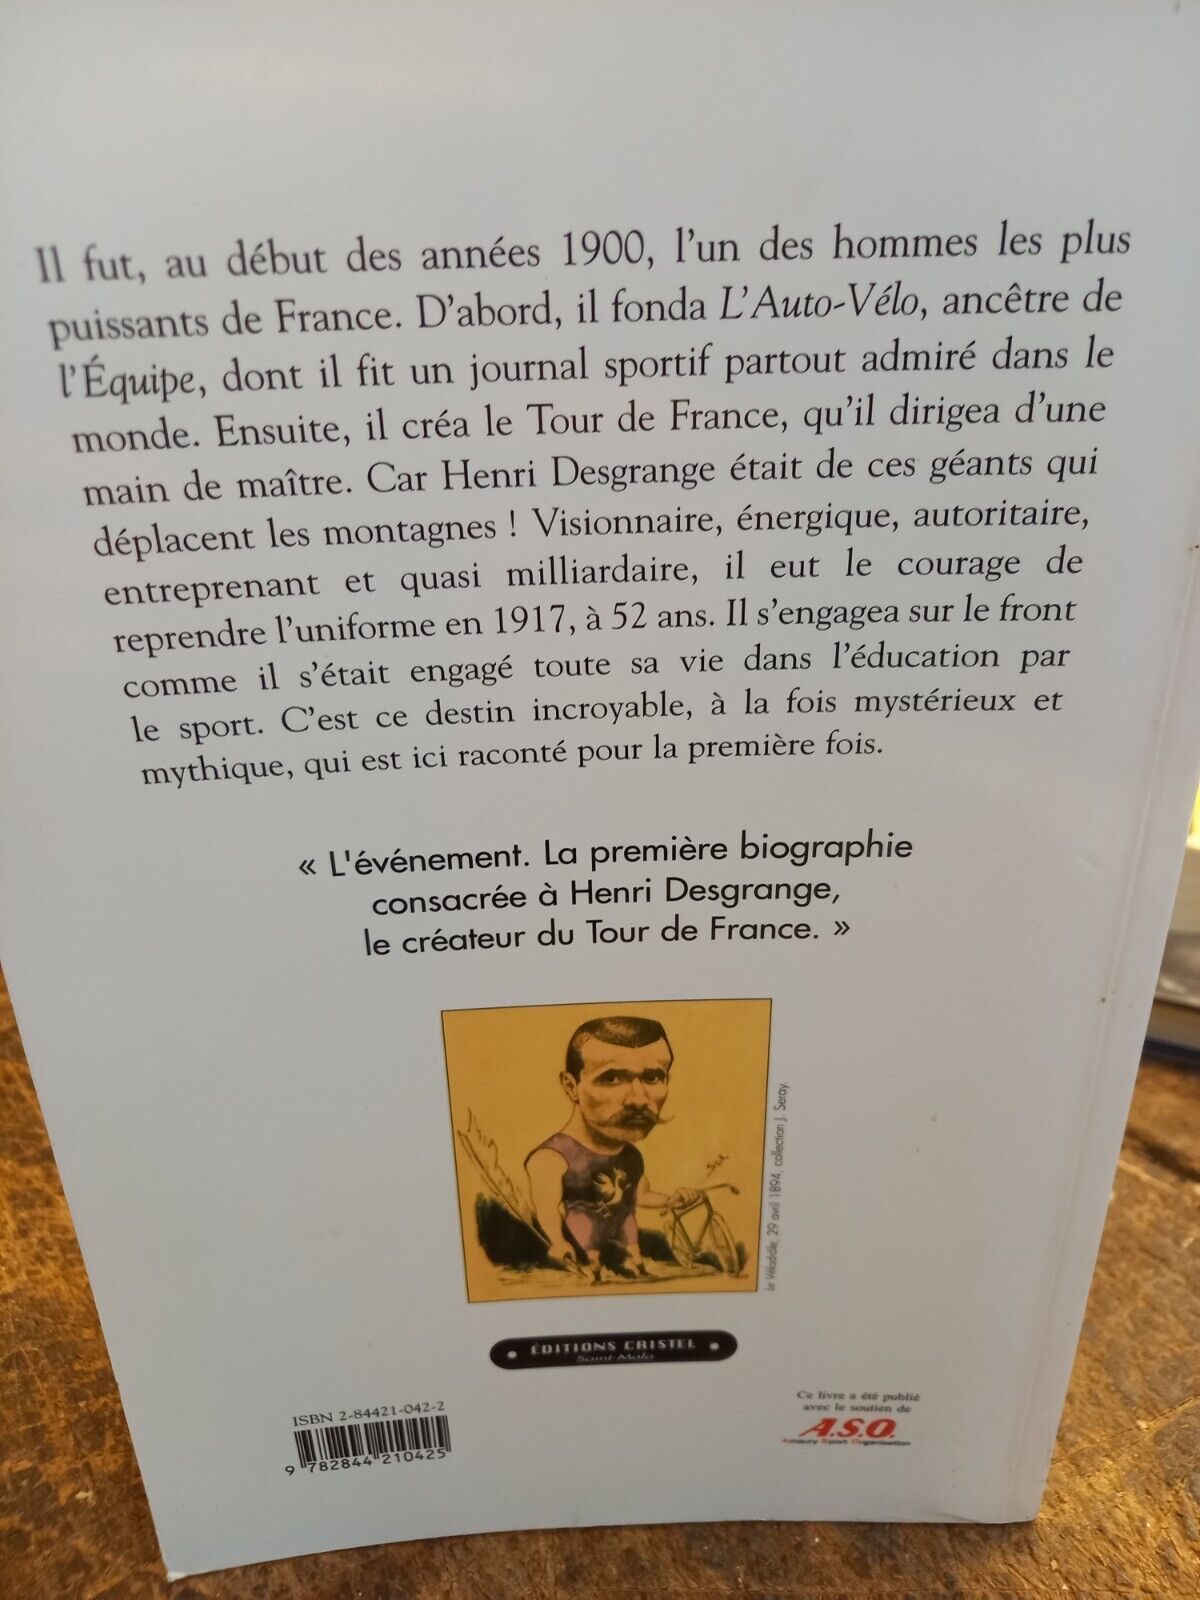 Il fut, au début des années 1900, l'un des hommes les plus
puissants de France. D'abord, il fonda L'Auto-Vélo, ancêtre de
l'Équipe, dont il fit un journal sportif partout admiré dans le
monde. Ensuite, il créa le Tour de France, qu'il dirigea d'une
main de maître. Car Henri Desgrange était de ces géants qui
déplacent les montagnes ! Visionnaire, énergique, autoritaire,
entreprenant et quasi milliardaire, il eut le courage de
reprendre l'uniforme en 1917, à 52 ans. Il s'engagea sur le front
comme il s'était engagé toute sa vie dans l'éducation par
le sport. C'est ce destin incroyable, à la fois mystérieux et
mythique, qui est ici raconté pour la première fois.
« L'événement. La première biographie
consacrée à Henri Desgrange,
le créateur du Tour de France. »
Le Vélodrôle, 29 avril 1894, collection J. Seray.
ÉDITIONS CRISTEL
Saint-Malo
ISBN 2-84421-042-2
9 782844 210425
Ce livre a été publié
avec le soutien de
A.S.O.
Amaury Sport Organisation